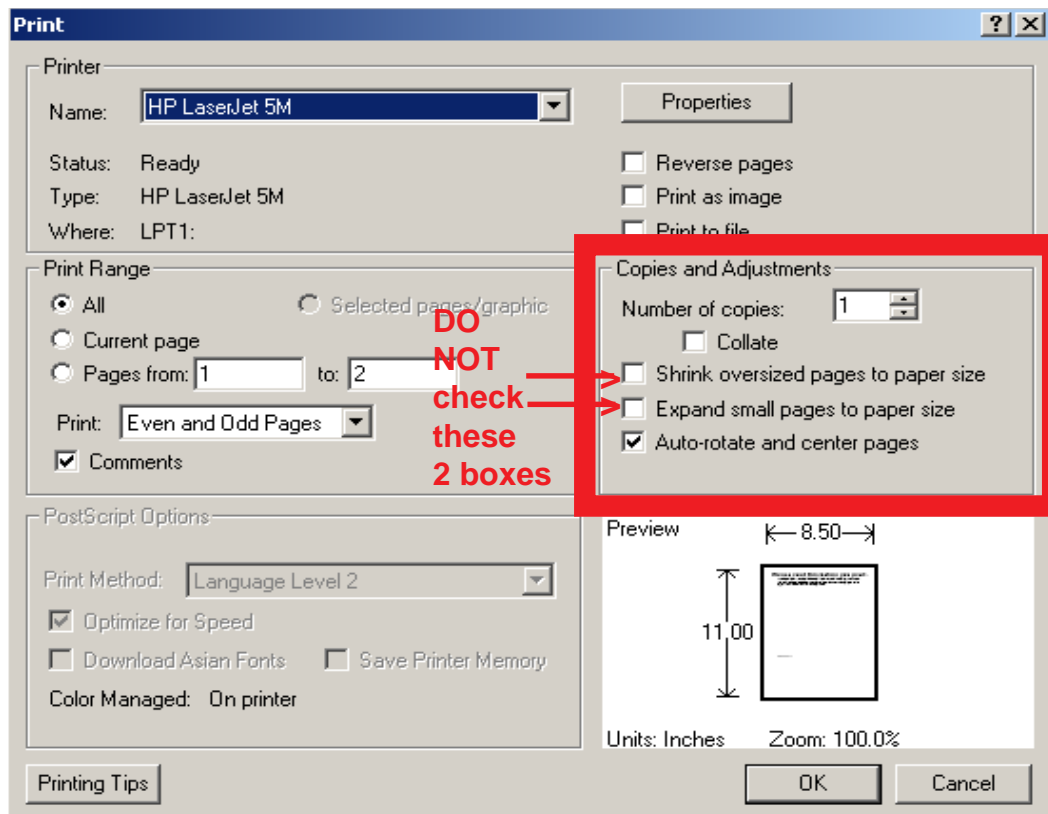 Print
Printer
Name: HP LaserJet 5M
Properties
Status: Ready
Type: HP LaserJet 5M
Where: LPT1:
Reverse pages
Print as image
Print to file
Print Range
All
Selected pages/graphic
Current page
Pages from: 1 to: 2
Print: Even and Odd Pages
Comments
DO
NOT
check
these
2 boxes
Copies and Adjustments
Number of copies: 1
Collate
Shrink oversized pages to paper size
Expand small pages to paper size
Auto-rotate and center pages
PostScript Options
Print Method: Language Level 2
Optimize for Speed
Download Asian Fonts Save Printer Memory
Color Managed: On printer
Preview
8.50
11.00
Units: Inches Zoom: 100.0%
Printing Tips
OK
Cancel